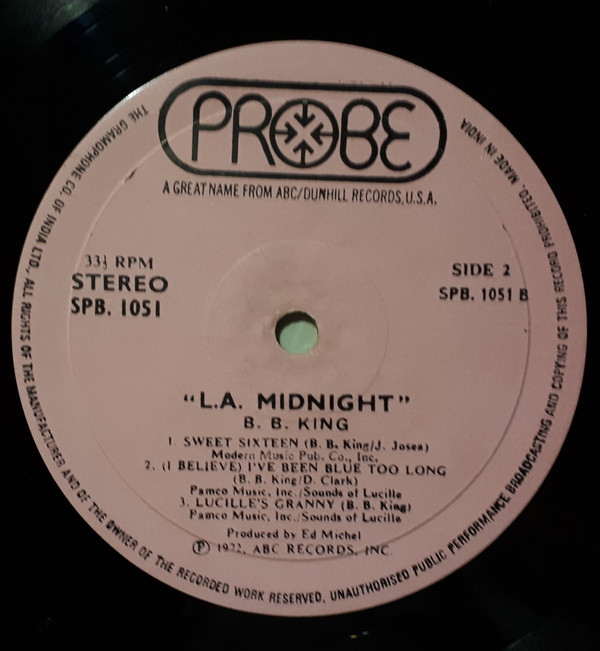 PROBE
A GREAT NAME FROM ABC/DUNHILL RECORDS, U.S.A.
33⅓ RPM
STEREO
SPB. 1051
SIDE 2
SPB. 1051 B
"L.A. MIDNIGHT"
B. B. KING
1. SWEET SIXTEEN (B. B. King/J. Josea)
Modern Music Pub. Co., Inc.
2. (I BELIEVE) I'VE BEEN BLUE TOO LONG
(B. B. King/D. Clark)
Pamco Music, Inc./Sounds of Lucille
3. LUCILLE'S GRANNY (B. B. King)
Pamco Music, Inc./Sounds of Lucille
Produced by Ed Michel
Ⓟ 1972, ABC RECORDS, INC.
THE GRAMOPHONE CO. OF INDIA LTD., ALL RIGHTS OF THE MANUFACTURER AND OF THE OWNER OF THE RECORDED WORK RESERVED, UNAUTHORISED PUBLIC PERFORMANCE BROADCASTING AND COPYING OF THIS RECORD PROHIBITED. MADE IN INDIA